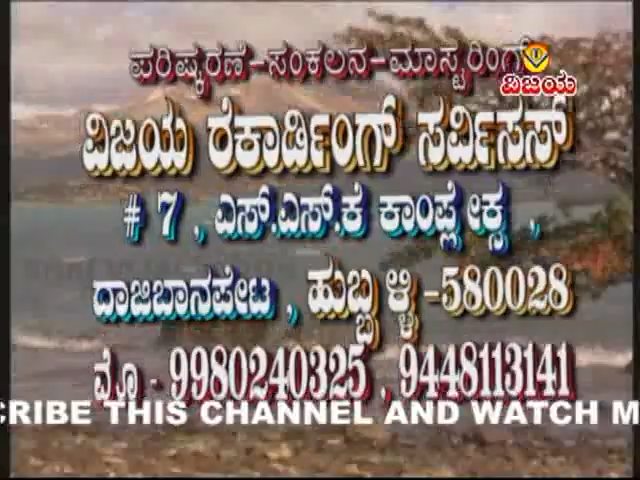 ಪರಿಷ್ಕರಣೆ-ಸಂಕಲನ-ಮಾಸ್ಟರಿಂಗ್
ವಿಜಯ
ವಿಜಯ ರೆಕಾರ್ಡಿಂಗ್ ಸರ್ವಿಸಸ್
# 7 , ಎಸ್.ಎಸ್.ಕೆ ಕಾಂಪ್ಲೇಕ್ಸ ,
ದಾಜಿಬಾನಪೇಟ , ಹುಬ್ಬಳ್ಳಿ -580028
ಮೊ - 9980240325 , 9448113141
CRIBE THIS CHANNEL AND WATCH M